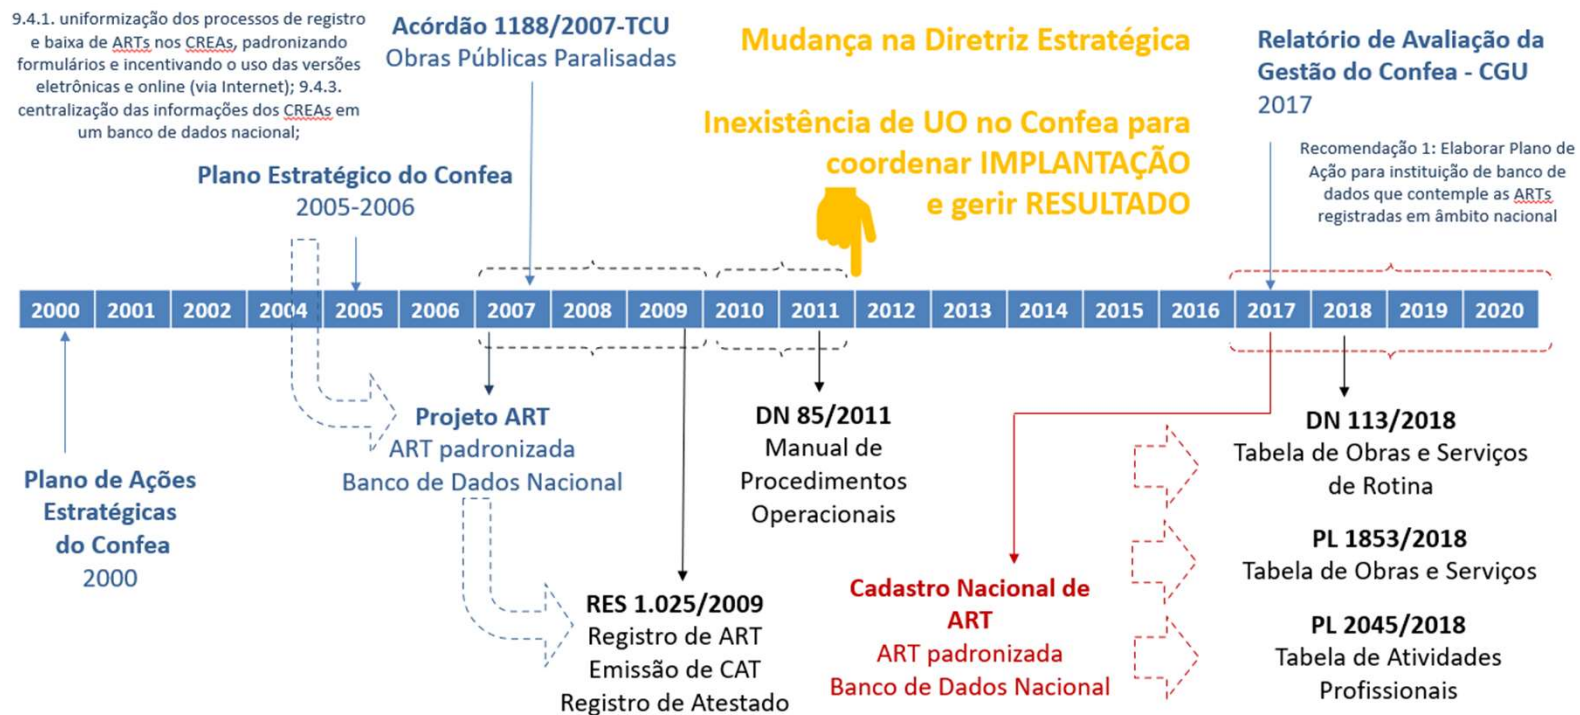 9.4.1. uniformização dos processos de registro
e baixa de ARTs nos CREAs, padronizando
formulários e incentivando o uso das versões
eletrônicas e online (via Internet); 9.4.3.
centralização das informações dos CREAs em
um banco de dados nacional;
Acórdão 1188/2007-TCU
Obras Públicas Paralisadas
Mudança na Diretriz Estratégica
Inexistência de UO no Confea para
coordenar IMPLANTAÇÃO
e gerir RESULTADO
Relatório de Avaliação da
Gestão do Confea - CGU
2017
Recomendação 1: Elaborar Plano de
Ação para instituição de banco de
dados que contemple as ARTs
registradas em âmbito nacional
Plano Estratégico do Confea
2005-2006
2000 2001 2002 2004 2005 2006 2007 2008 2009 2010 2011 2012 2013 2014 2015 2016 2017 2018 2019 2020
Plano de Ações
Estratégicas
do Confea
2000
Projeto ART
ART padronizada
Banco de Dados Nacional
RES 1.025/2009
Registro de ART
Emissão de CAT
Registro de Atestado
DN 85/2011
Manual de
Procedimentos
Operacionais
Cadastro Nacional de
ART
ART padronizada
Banco de Dados Nacional
DN 113/2018
Tabela de Obras e Serviços
de Rotina
PL 1853/2018
Tabela de Obras e Serviços
PL 2045/2018
Tabela de Atividades
Profissionais